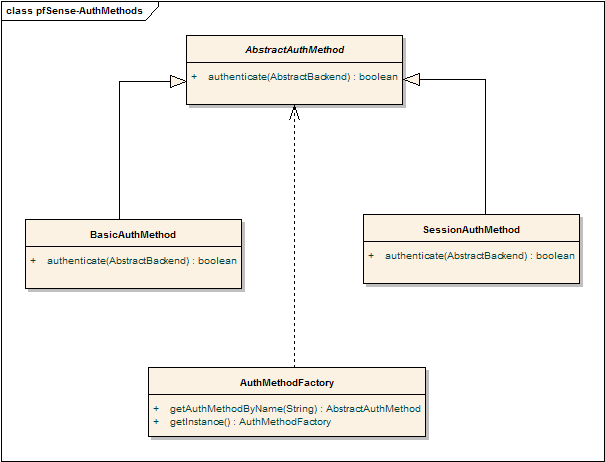 class pfSense-AuthMethods
AbstractAuthMethod
+ authenticate(AbstractBackend) : boolean
BasicAuthMethod
+ authenticate(AbstractBackend) : boolean
SessionAuthMethod
+ authenticate(AbstractBackend) : boolean
AuthMethodFactory
+ getAuthMethodByName(String) : AbstractAuthMethod
+ getInstance() : AuthMethodFactory